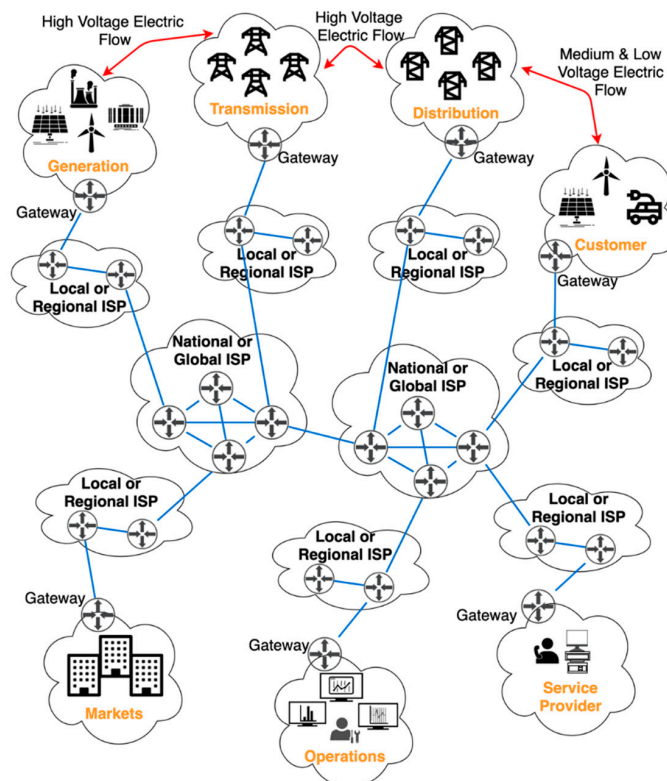 High Voltage Electric
Flow
High Voltage
Electric Flow
Medium & Low
Voltage Electric
Flow
Transmission
Distribution
Generation
Gateway
Gateway
Gateway
Customer
Gateway
Local or
Regional ISP
Local or
Regional ISP
Local or
Regional ISP
Local or
Regional ISP
National or
Global ISP
National or
Global ISP
Local or
Regional ISP
Local or
Regional ISP
Local or
Regional ISP
Gateway
Gateway
Gateway
Markets
Operations
Service
Provider